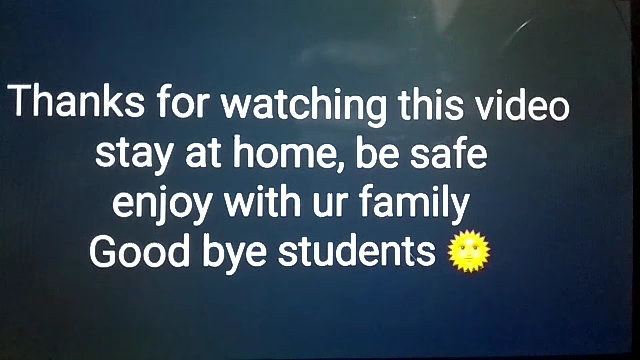 Thanks for watching this video
stay at home, be safe
enjoy with ur family
Good bye students 🌞